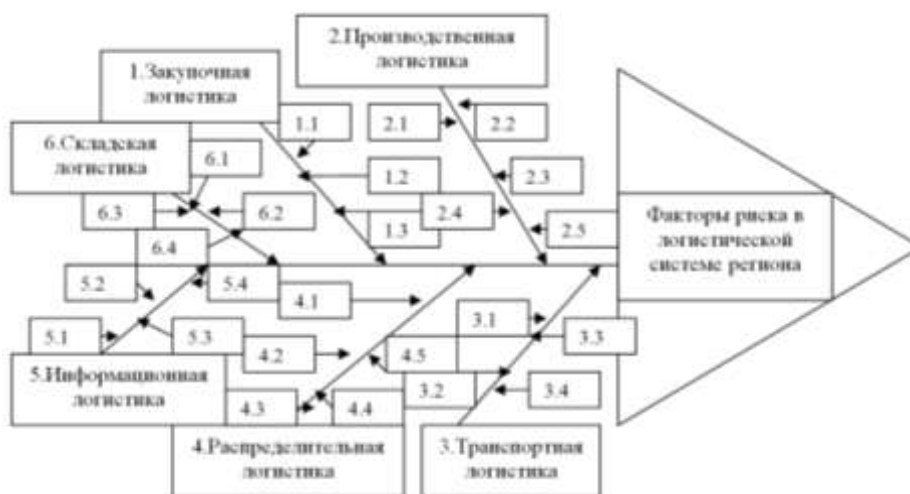 2.Производственная
логистика
1.Закупочная
логистика
6.Складская
логистика
1.1
2.1
2.2
6.1
1.2
2.3
6.3
6.2
1.3
2.4
2.5
6.4
5.2
5.4
4.1
Факторы риска в
логистической
системе региона
3.1
5.1
5.3
4.2
4.5
3.3
5.Информационная
логистика
4.3
4.4
3.2
3.4
4.Распределительная
логистика
3.Транспортная
логистика